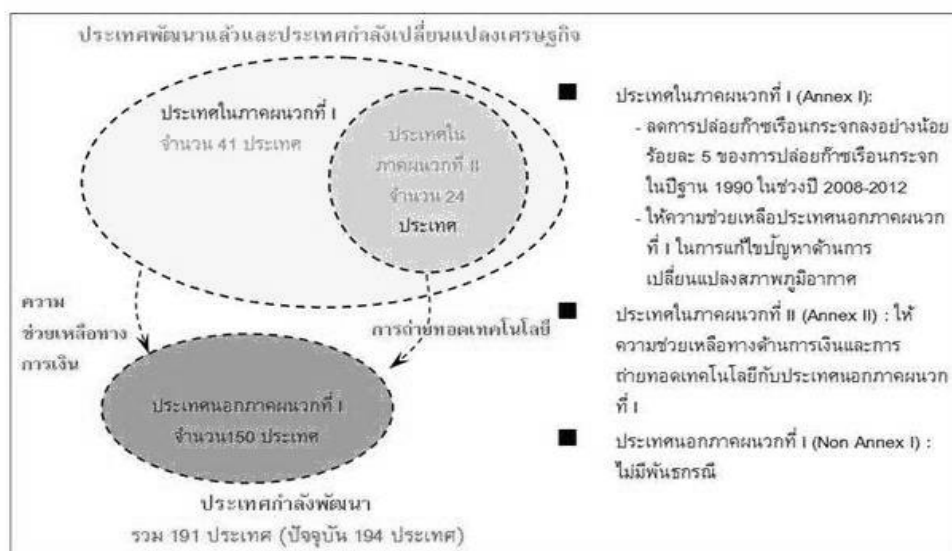 ประเทศพัฒนาแล้วและประเทศกำลังเปลี่ยนแปลงเศรษฐกิจ
ประเทศในภาคผนวกที่ I
จำนวน 41 ประเทศ
ประเทศใน
ภาคผนวกที่ II
จำนวน 24
ประเทศ
ความ
ช่วยเหลือทาง
การเงิน
การถ่ายทอดเทคโนโลยี
ประเทศนอกภาคผนวกที่ I
จำนวน150 ประเทศ
ประเทศกำลังพัฒนา
รวม 191 ประเทศ (ปัจจุบัน 194 ประเทศ)
■ ประเทศในภาคผนวกที่ I (Annex I):
- ลดการปล่อยก๊าซเรือนกระจกลงอย่างน้อย
ร้อยละ 5 ของการปล่อยก๊าซเรือนกระจก
ในปีฐาน 1990 ในช่วงปี 2008-2012
- ให้ความช่วยเหลือประเทศนอกภาคผนวก
ที่ I ในการแก้ไขปัญหาด้านการ
เปลี่ยนแปลงสภาพภูมิอากาศ
■ ประเทศในภาคผนวกที่ II (Annex II) : ให้
ความช่วยเหลือทางด้านการเงินและการ
ถ่ายทอดเทคโนโลยีกับประเทศนอกภาคผนวก
ที่ I
■ ประเทศนอกภาคผนวกที่ I (Non Annex I) :
ไม่มีพันธกรณี